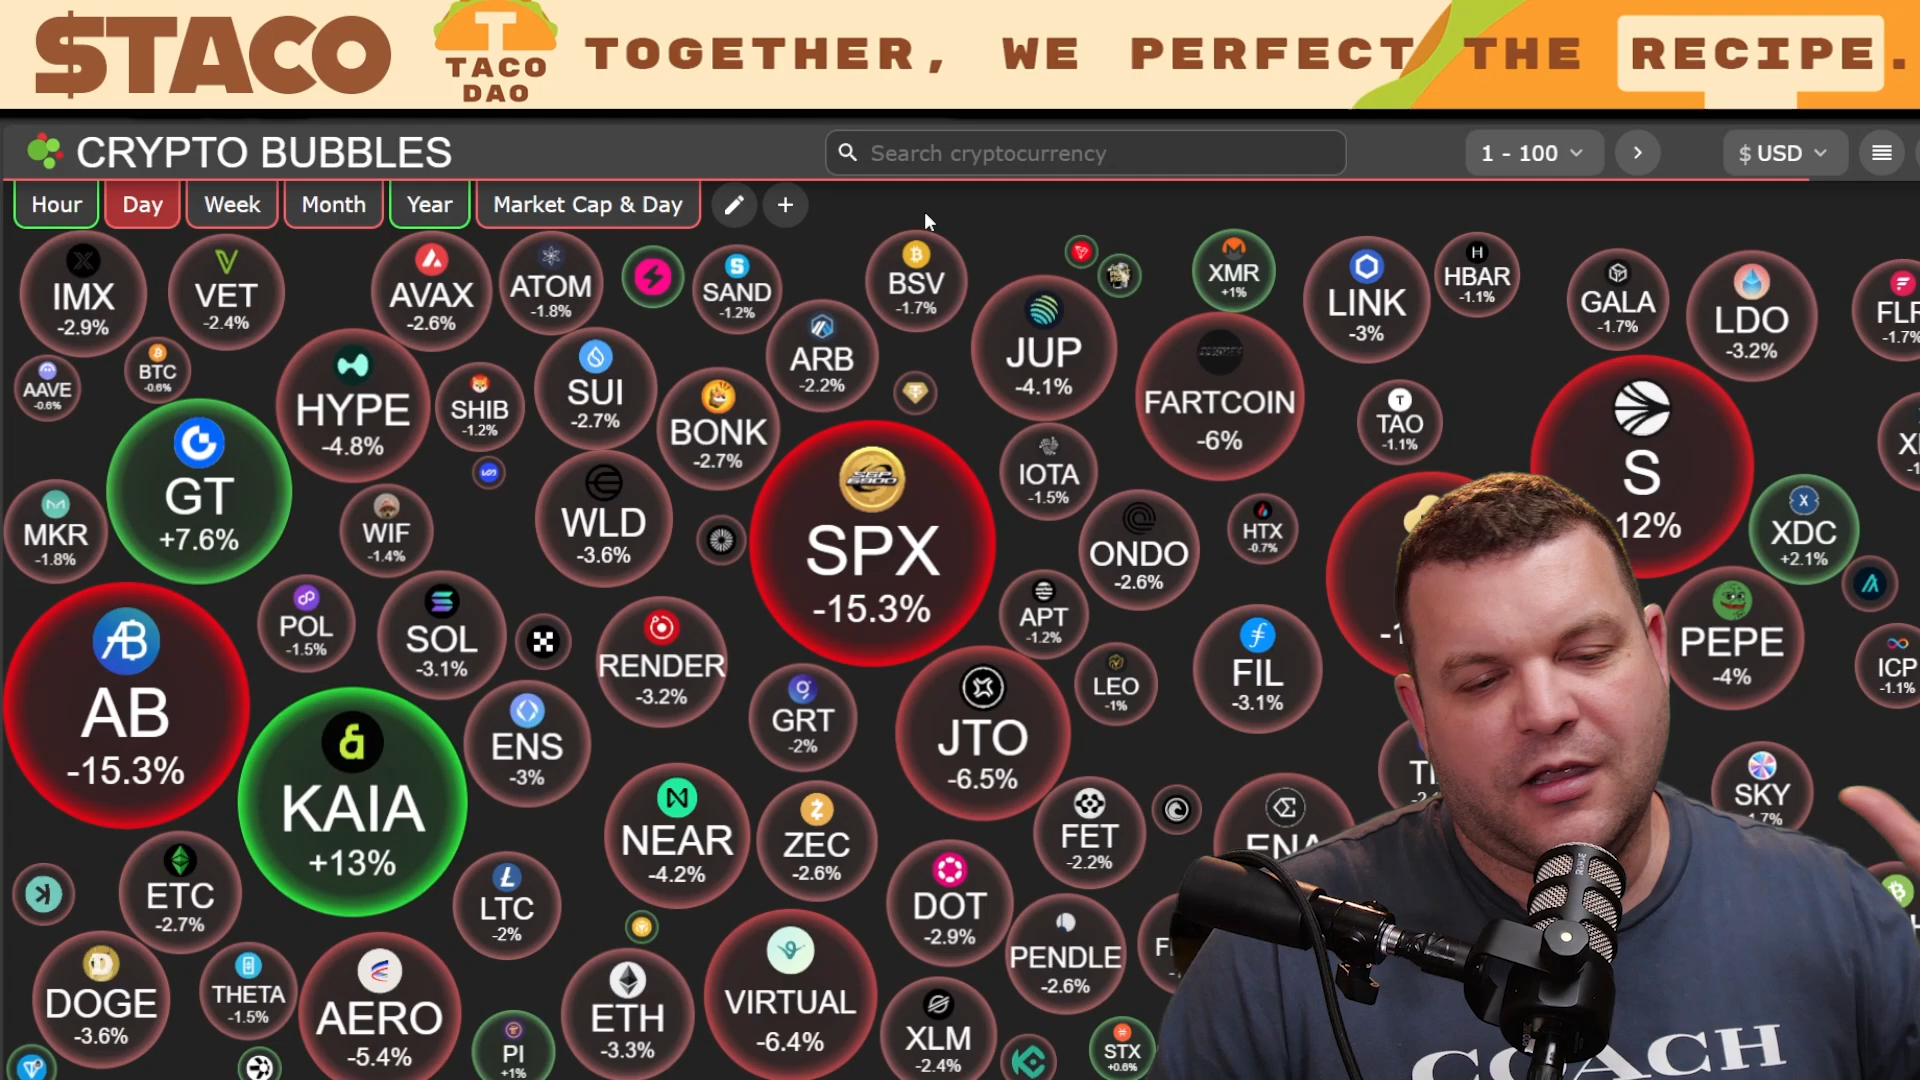 $TACO
TACO
DAO
TOGETHER, WE PERFECT THE RECIPE.
CRYPTO BUBBLES
Search cryptocurrency
1 - 100
$ USD
Hour
Day
Week
Month
Year
Market Cap & Day
IMX
-2.9%
VET
-2.4%
AVAX
-2.6%
ATOM
-1.8%
SAND
-1.2%
BSV
-1.7%
XMR
+1%
LINK
-3%
HBAR
-1.1%
GALA
-1.7%
LDO
-3.2%
FLR
-1.7%
AAVE
-0.6%
BTC
-0.6%
HYPE
-4.8%
SHIB
-1.2%
SUI
-2.7%
BONK
-2.7%
ARB
-2.2%
JUP
-4.1%
FARTCOIN
-6%
TAO
-1.1%
S
12%
GT
+7.6%
MKR
-1.8%
WIF
-1.4%
WLD
-3.6%
SPX
-15.3%
IOTA
-1.5%
ONDO
-2.6%
HTX
-0.7%
XDC
+2.1%
AB
-15.3%
POL
-1.5%
SOL
-3.1%
RENDER
-3.2%
APT
-1.2%
LEO
-1%
FIL
-3.1%
PEPE
-4%
ICP
-1.1%
KAIA
+13%
ENS
-3%
GRT
-2%
JTO
-6.5%
SKY
1.7%
ETC
-2.7%
LTC
-2%
NEAR
-4.2%
ZEC
-2.6%
FET
-2.2%
ENA
DOT
-2.9%
PENDLE
-2.6%
DOGE
-3.6%
THETA
-1.5%
AERO
-5.4%
PI
+1%
ETH
-3.3%
VIRTUAL
-6.4%
XLM
-2.4%
STX
+0.6%
COACH